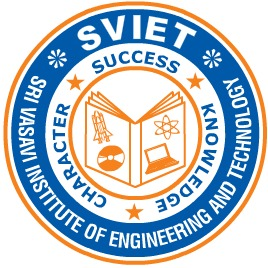 SVIET
SRI VASAVI INSTITUTE OF ENGINEERING AND TECHNOLOGY
CHARACTER
SUCCESS
KNOWLEDGE